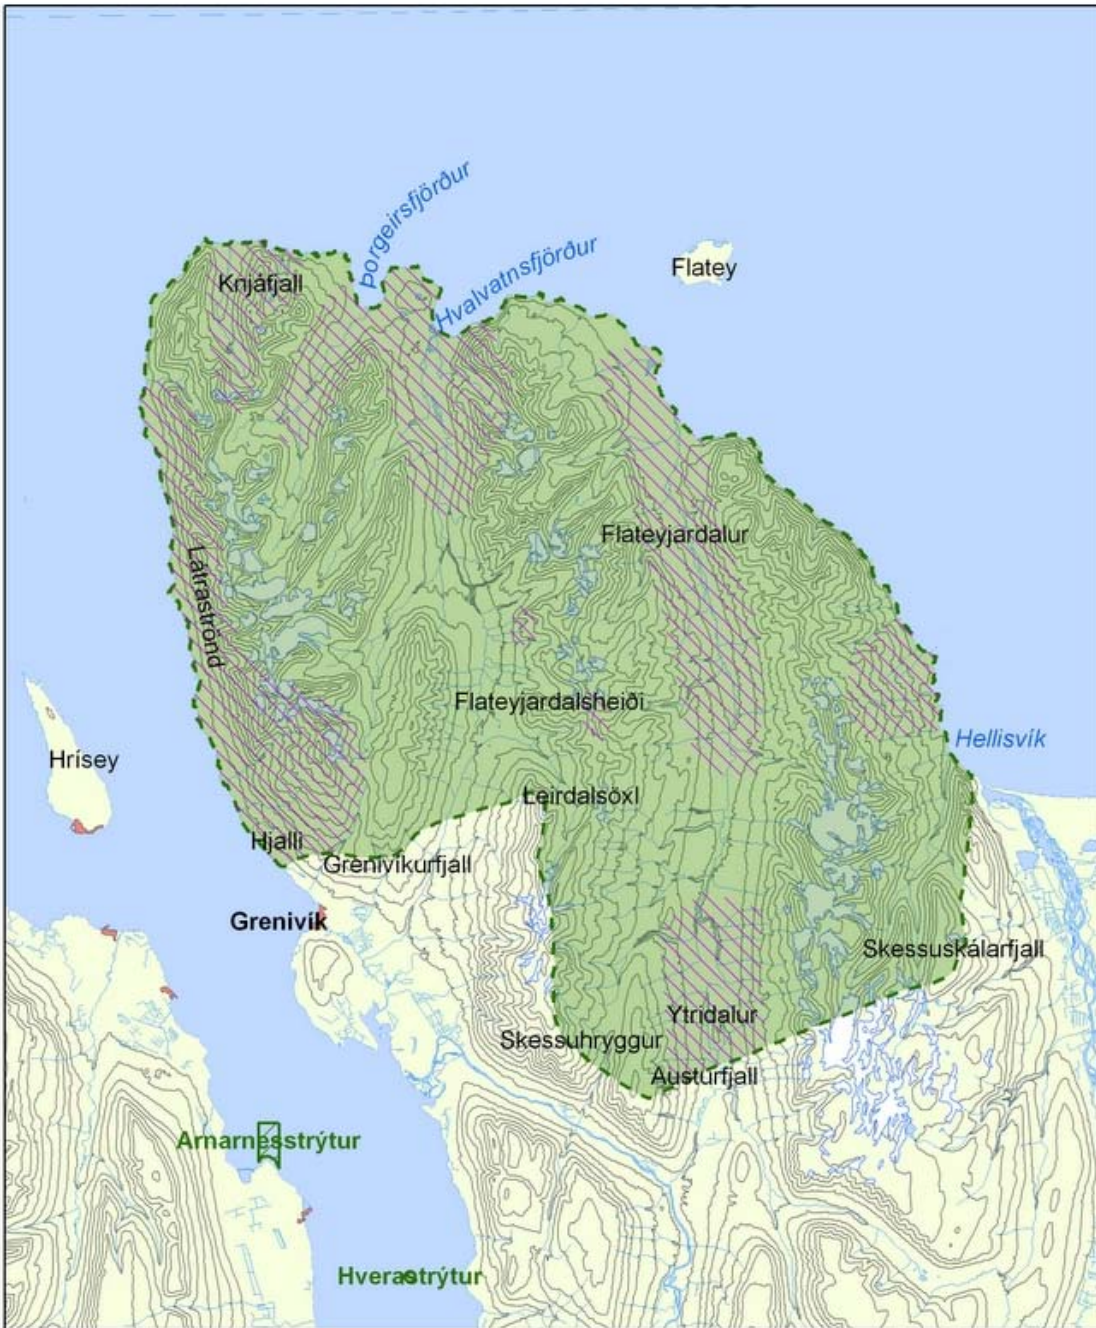 Þorgeirsfjörður
Hvalvatnsfjörður
Flatey
Knjáfjall
Flateyjardalur
Látraströnd
Flateyjardalsheiði
Hellisvík
Hrísey
Leirdalsöxl
Hjalli
Grenivíkurfjall
Grenivík
Skessuskálarfjall
Ytridalur
Skessuhryggur
Austurfjall
Arnarnesstrýtur
Hverastrýtur